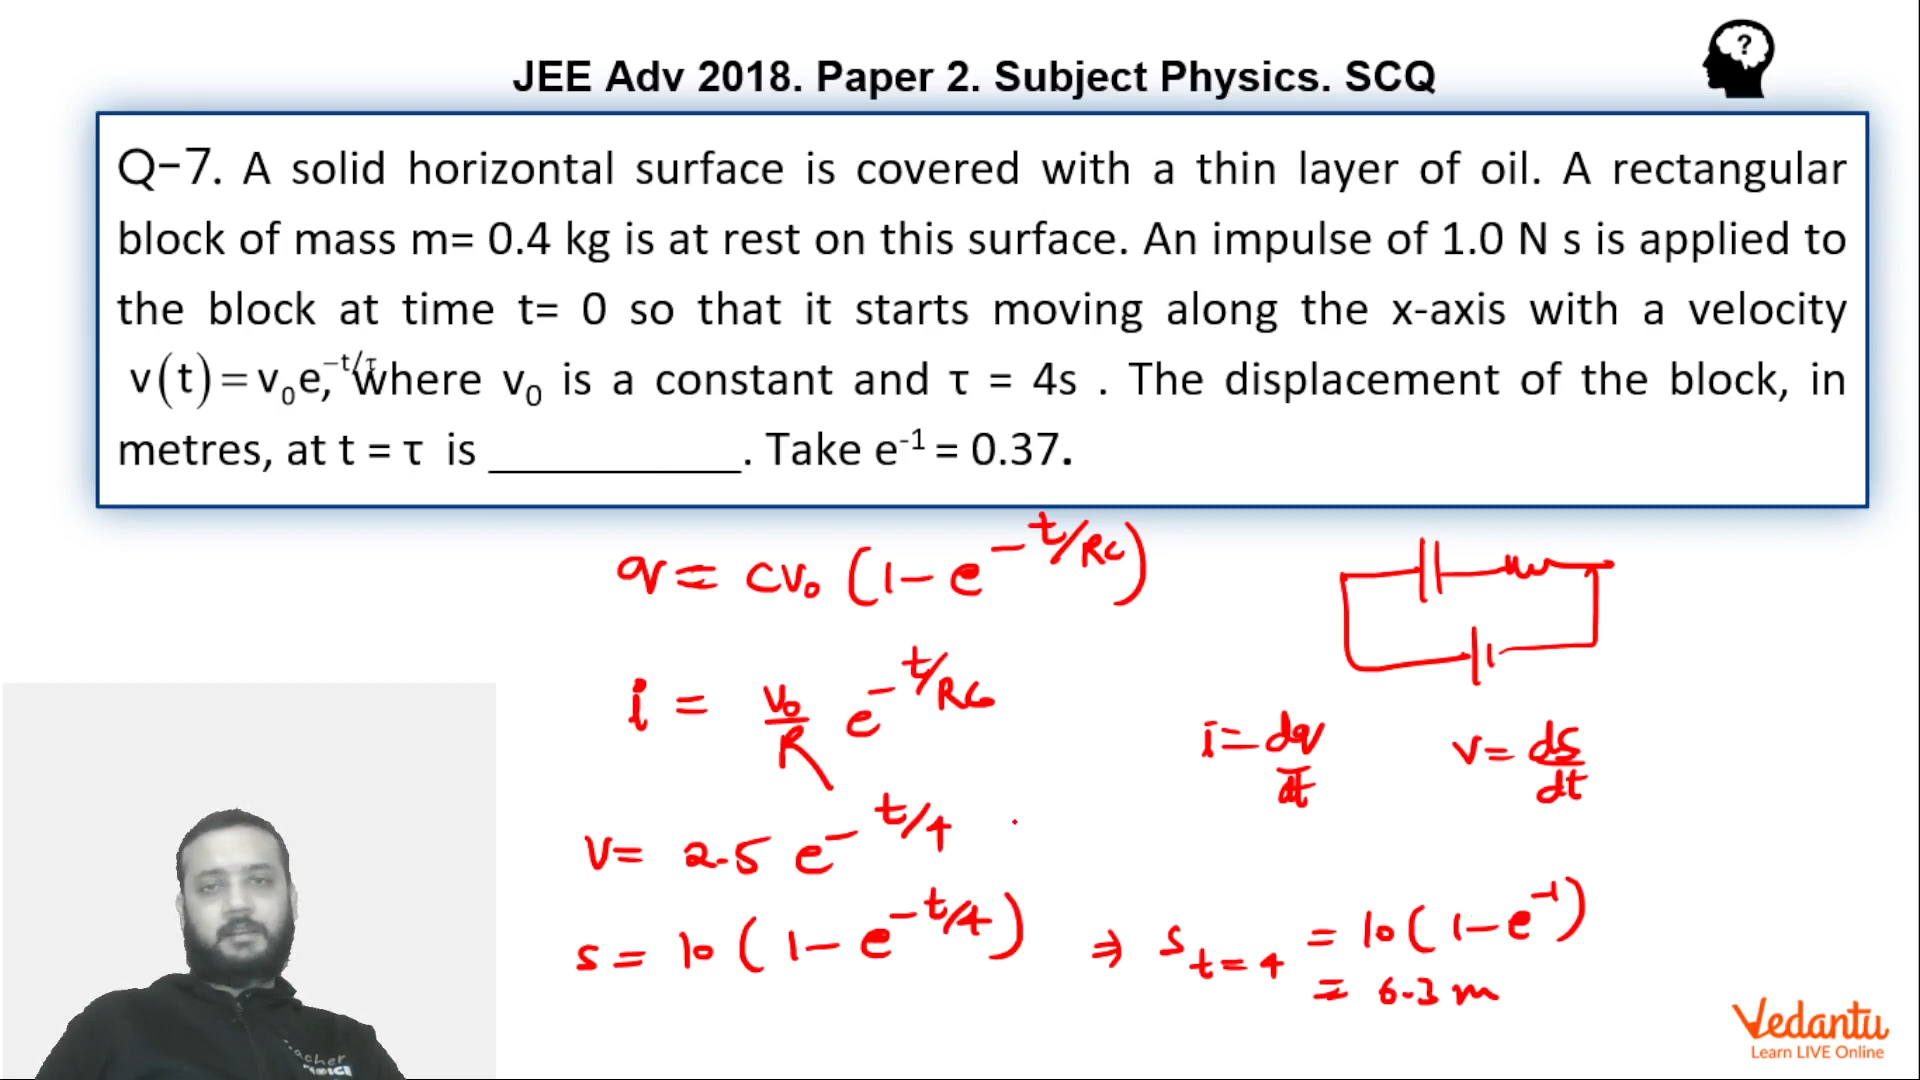 JEE Adv 2018. Paper 2. Subject Physics. SCQ
?
Q-7. A solid horizontal surface is covered with a thin layer of oil. A rectangular
block of mass m= 0.4 kg is at rest on this surface. An impulse of 1.0 N s is applied to
the block at time t= 0 so that it starts moving along the x-axis with a velocity
v(t)=v₀e,^(-t/τ) where v₀ is a constant and τ = 4s . The displacement of the block, in
metres, at t = τ is __________. Take e⁻¹ = 0.37.
q = CV₀ (1- e^(-t/RC))
i = V₀/R e^(-t/RC)
i = dq/dt
v = ds/dt
v = 2.5 e^(-t/4)
s = 10 (1- e^(-t/4)) ⇒ S t=4 = 10(1-e⁻¹)
= 6.3 m
Vedantu
Learn LIVE Online